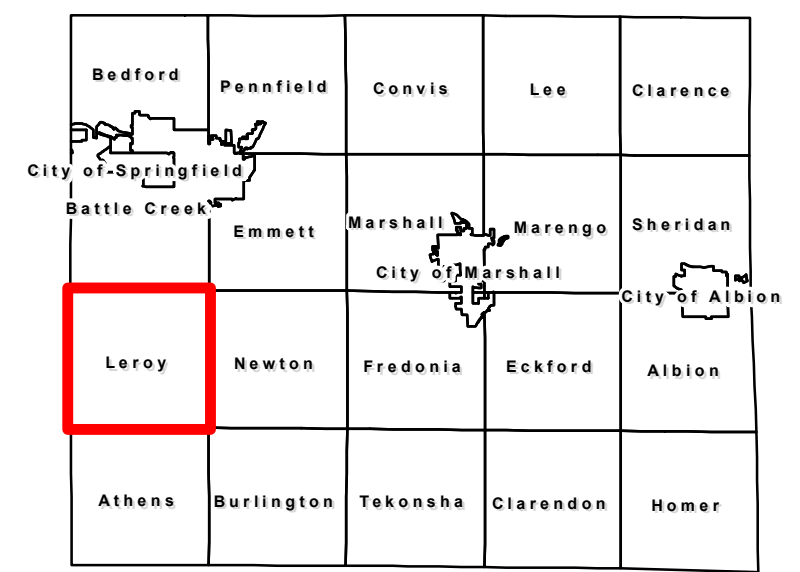 Bedford
Pennfield
Convis
Lee
Clarence
City of Springfield
Battle Creek
Emmett
Marshall
Marengo
Sheridan
City of Marshall
City of Albion
Leroy
Newton
Fredonia
Eckford
Albion
Athens
Burlington
Tekonsha
Clarendon
Homer